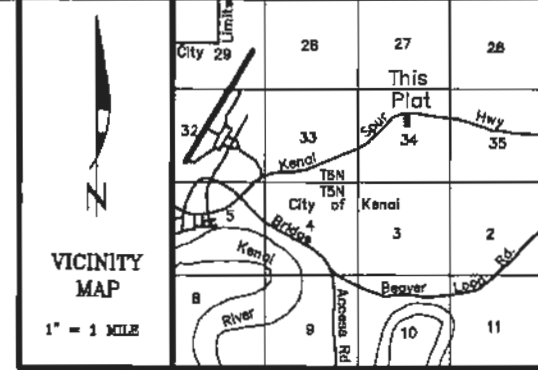 N
VICINITY
MAP
1" = 1 MILE
City
Limits
29
28
27
26
This
Plat
32
33
34
35
Kenai
Spur
Hwy
T6N
T5N
City of Kenai
5
4
3
2
Bridge
Kenai
River
Beaver
Loop
Rd.
Access Rd
8
9
10
11